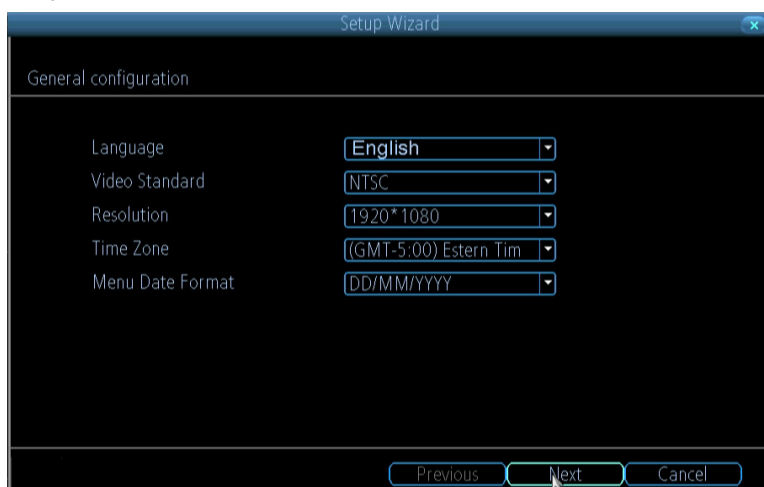 Setup Wizard
General configuration
Language English
Video Standard NTSC
Resolution 1920*1080
Time Zone (GMT-5:00) Estern Tim
Menu Date Format DD/MM/YYYY
Previous Next Cancel